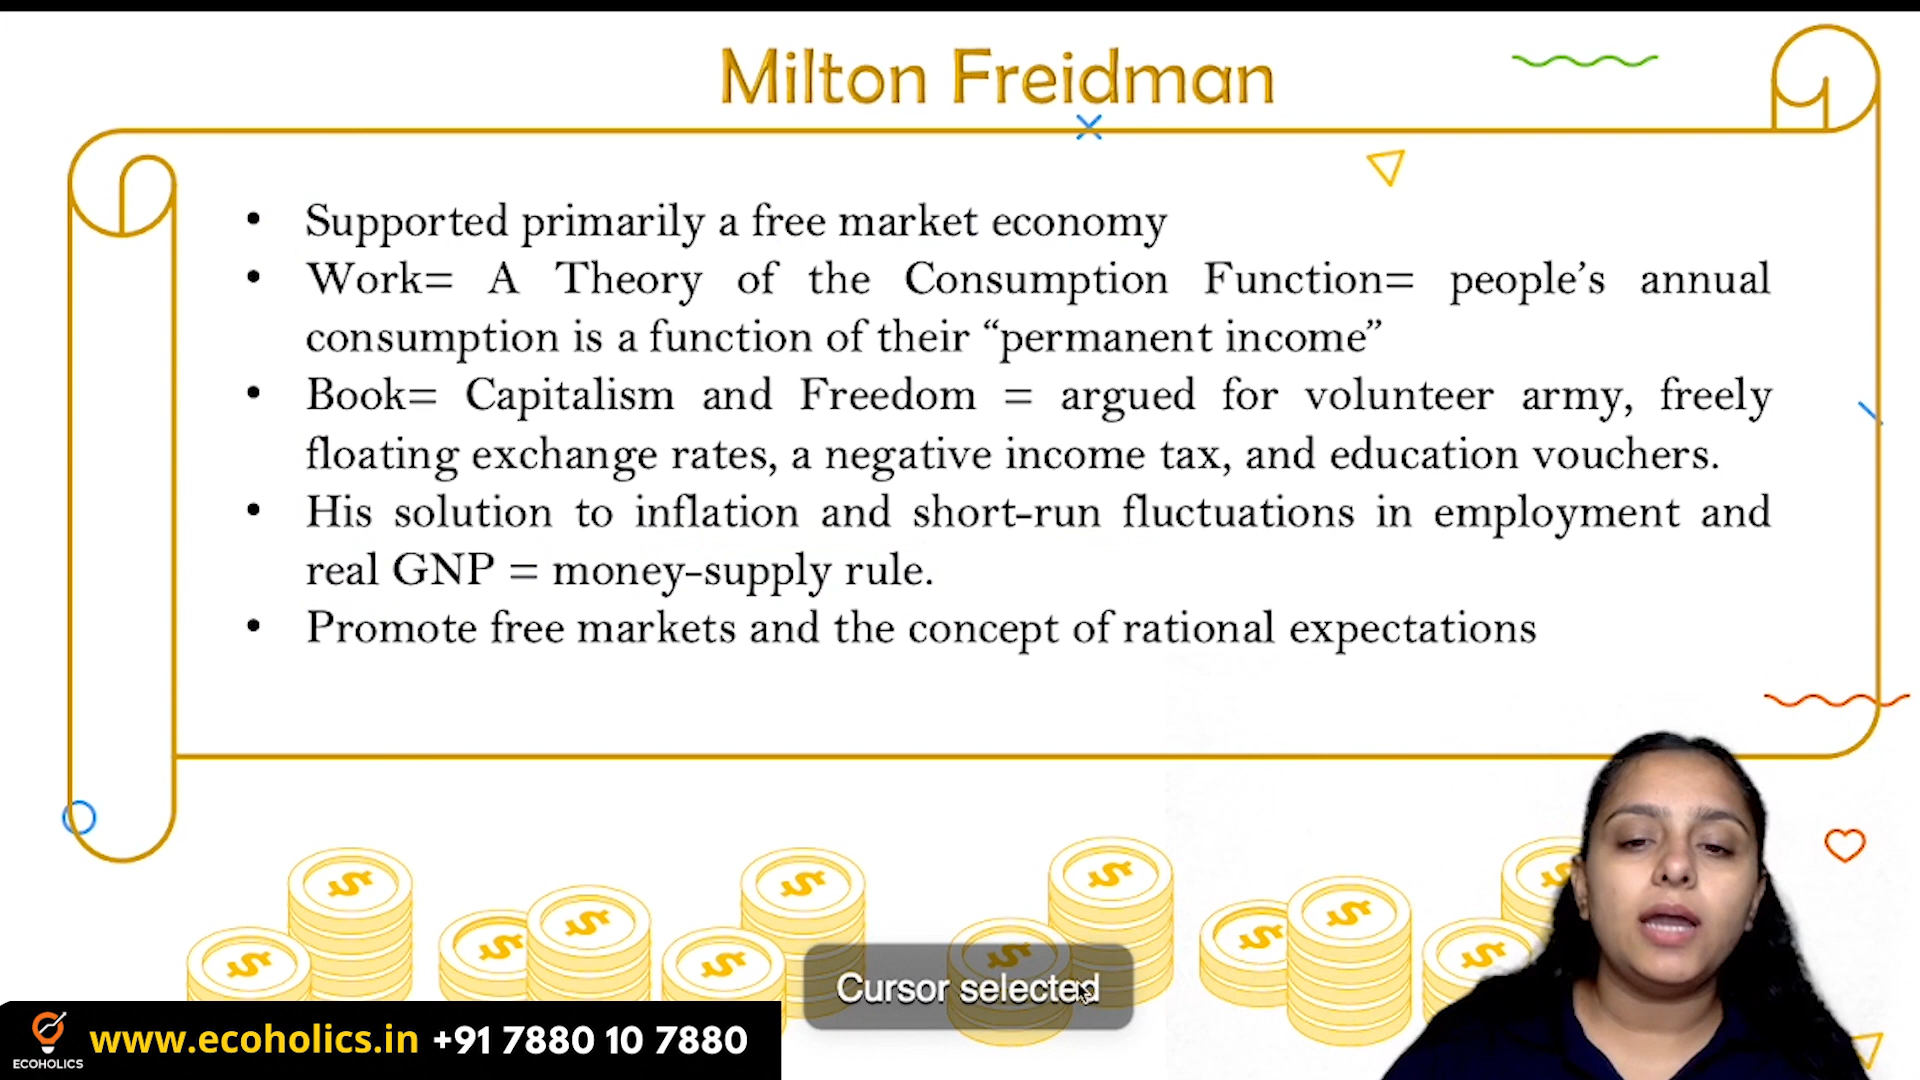 Milton Freidman
• Supported primarily a free market economy
• Work= A Theory of the Consumption Function= people’s annual
consumption is a function of their “permanent income”
• Book= Capitalism and Freedom = argued for volunteer army, freely
floating exchange rates, a negative income tax, and education vouchers.
• His solution to inflation and short-run fluctuations in employment and
real GNP = money-supply rule.
• Promote free markets and the concept of rational expectations
Cursor selected
ECOHOLICS
www.ecoholics.in +91 7880 10 7880